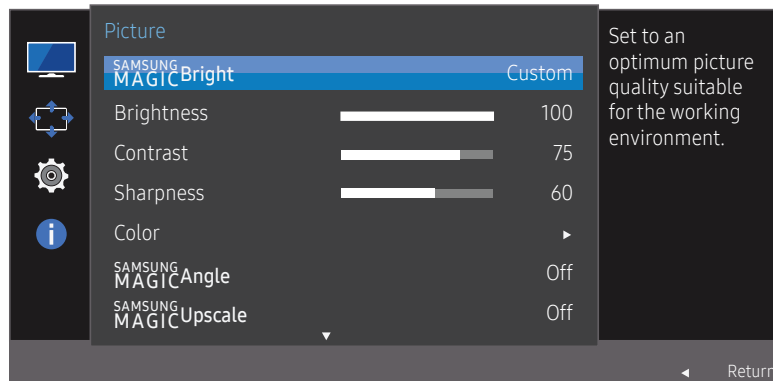 Picture
SAMSUNG
MAGICBright Custom
Brightness 100
Contrast 75
Sharpness 60
Color
SAMSUNG
MAGICAngle Off
SAMSUNG
MAGICUpscale Off
Set to an
optimum picture
quality suitable
for the working
environment.
Return